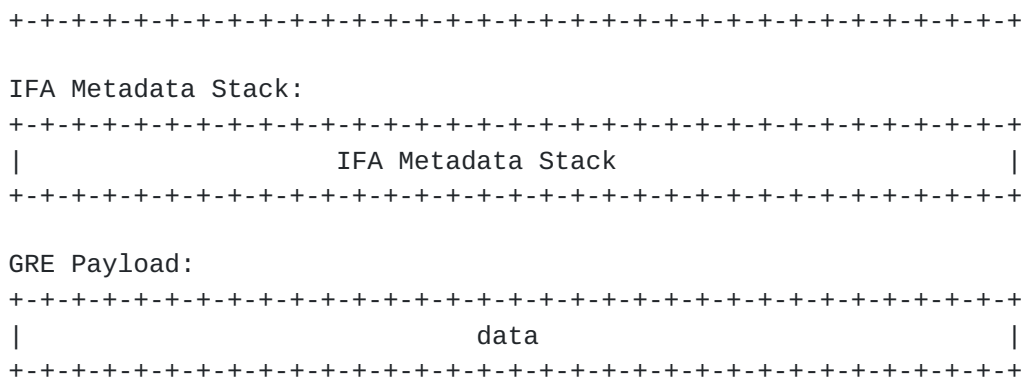 +-+-+-+-+-+-+-+-+-+-+-+-+-+-+-+-+-+-+-+-+-+-+-+-+-+-+-+-+-+-+-+-+
IFA Metadata Stack:
+-+-+-+-+-+-+-+-+-+-+-+-+-+-+-+-+-+-+-+-+-+-+-+-+-+-+-+-+-+-+-+-+
|                    IFA Metadata Stack                         |
+-+-+-+-+-+-+-+-+-+-+-+-+-+-+-+-+-+-+-+-+-+-+-+-+-+-+-+-+-+-+-+-+
GRE Payload:
+-+-+-+-+-+-+-+-+-+-+-+-+-+-+-+-+-+-+-+-+-+-+-+-+-+-+-+-+-+-+-+-+
|                             data                              |
+-+-+-+-+-+-+-+-+-+-+-+-+-+-+-+-+-+-+-+-+-+-+-+-+-+-+-+-+-+-+-+-+